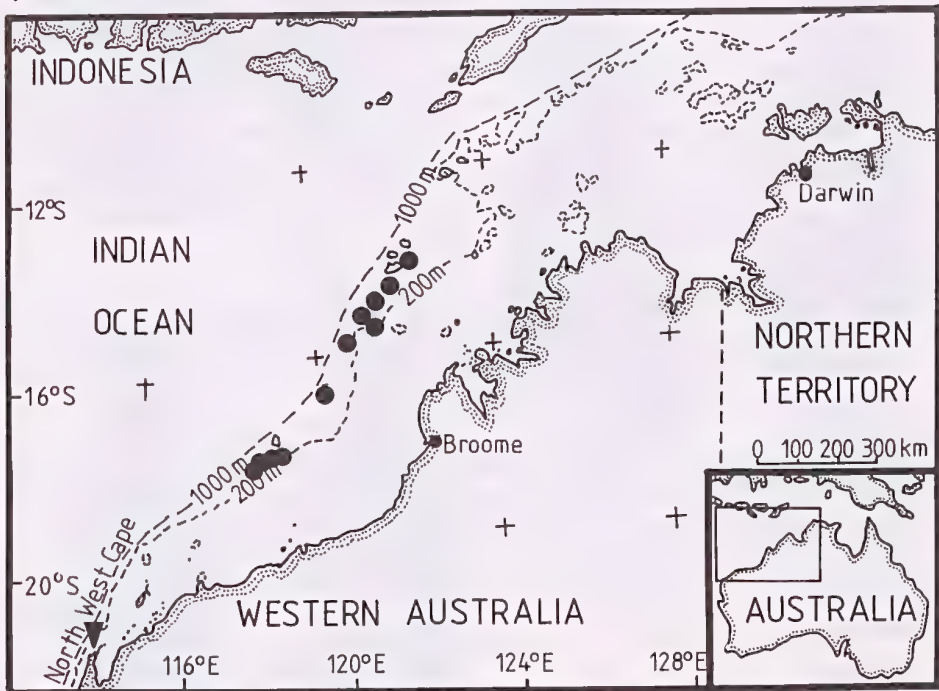 INDONESIA
1000m
Darwin
12°S
INDIAN
OCEAN
200m
NORTHERN
TERRITORY
16°S
0 100 200 300 km
Broome
1000m
200m
North West Cape
20°S
WESTERN AUSTRALIA
AUSTRALIA
116°E
120°E
124°E
128°E